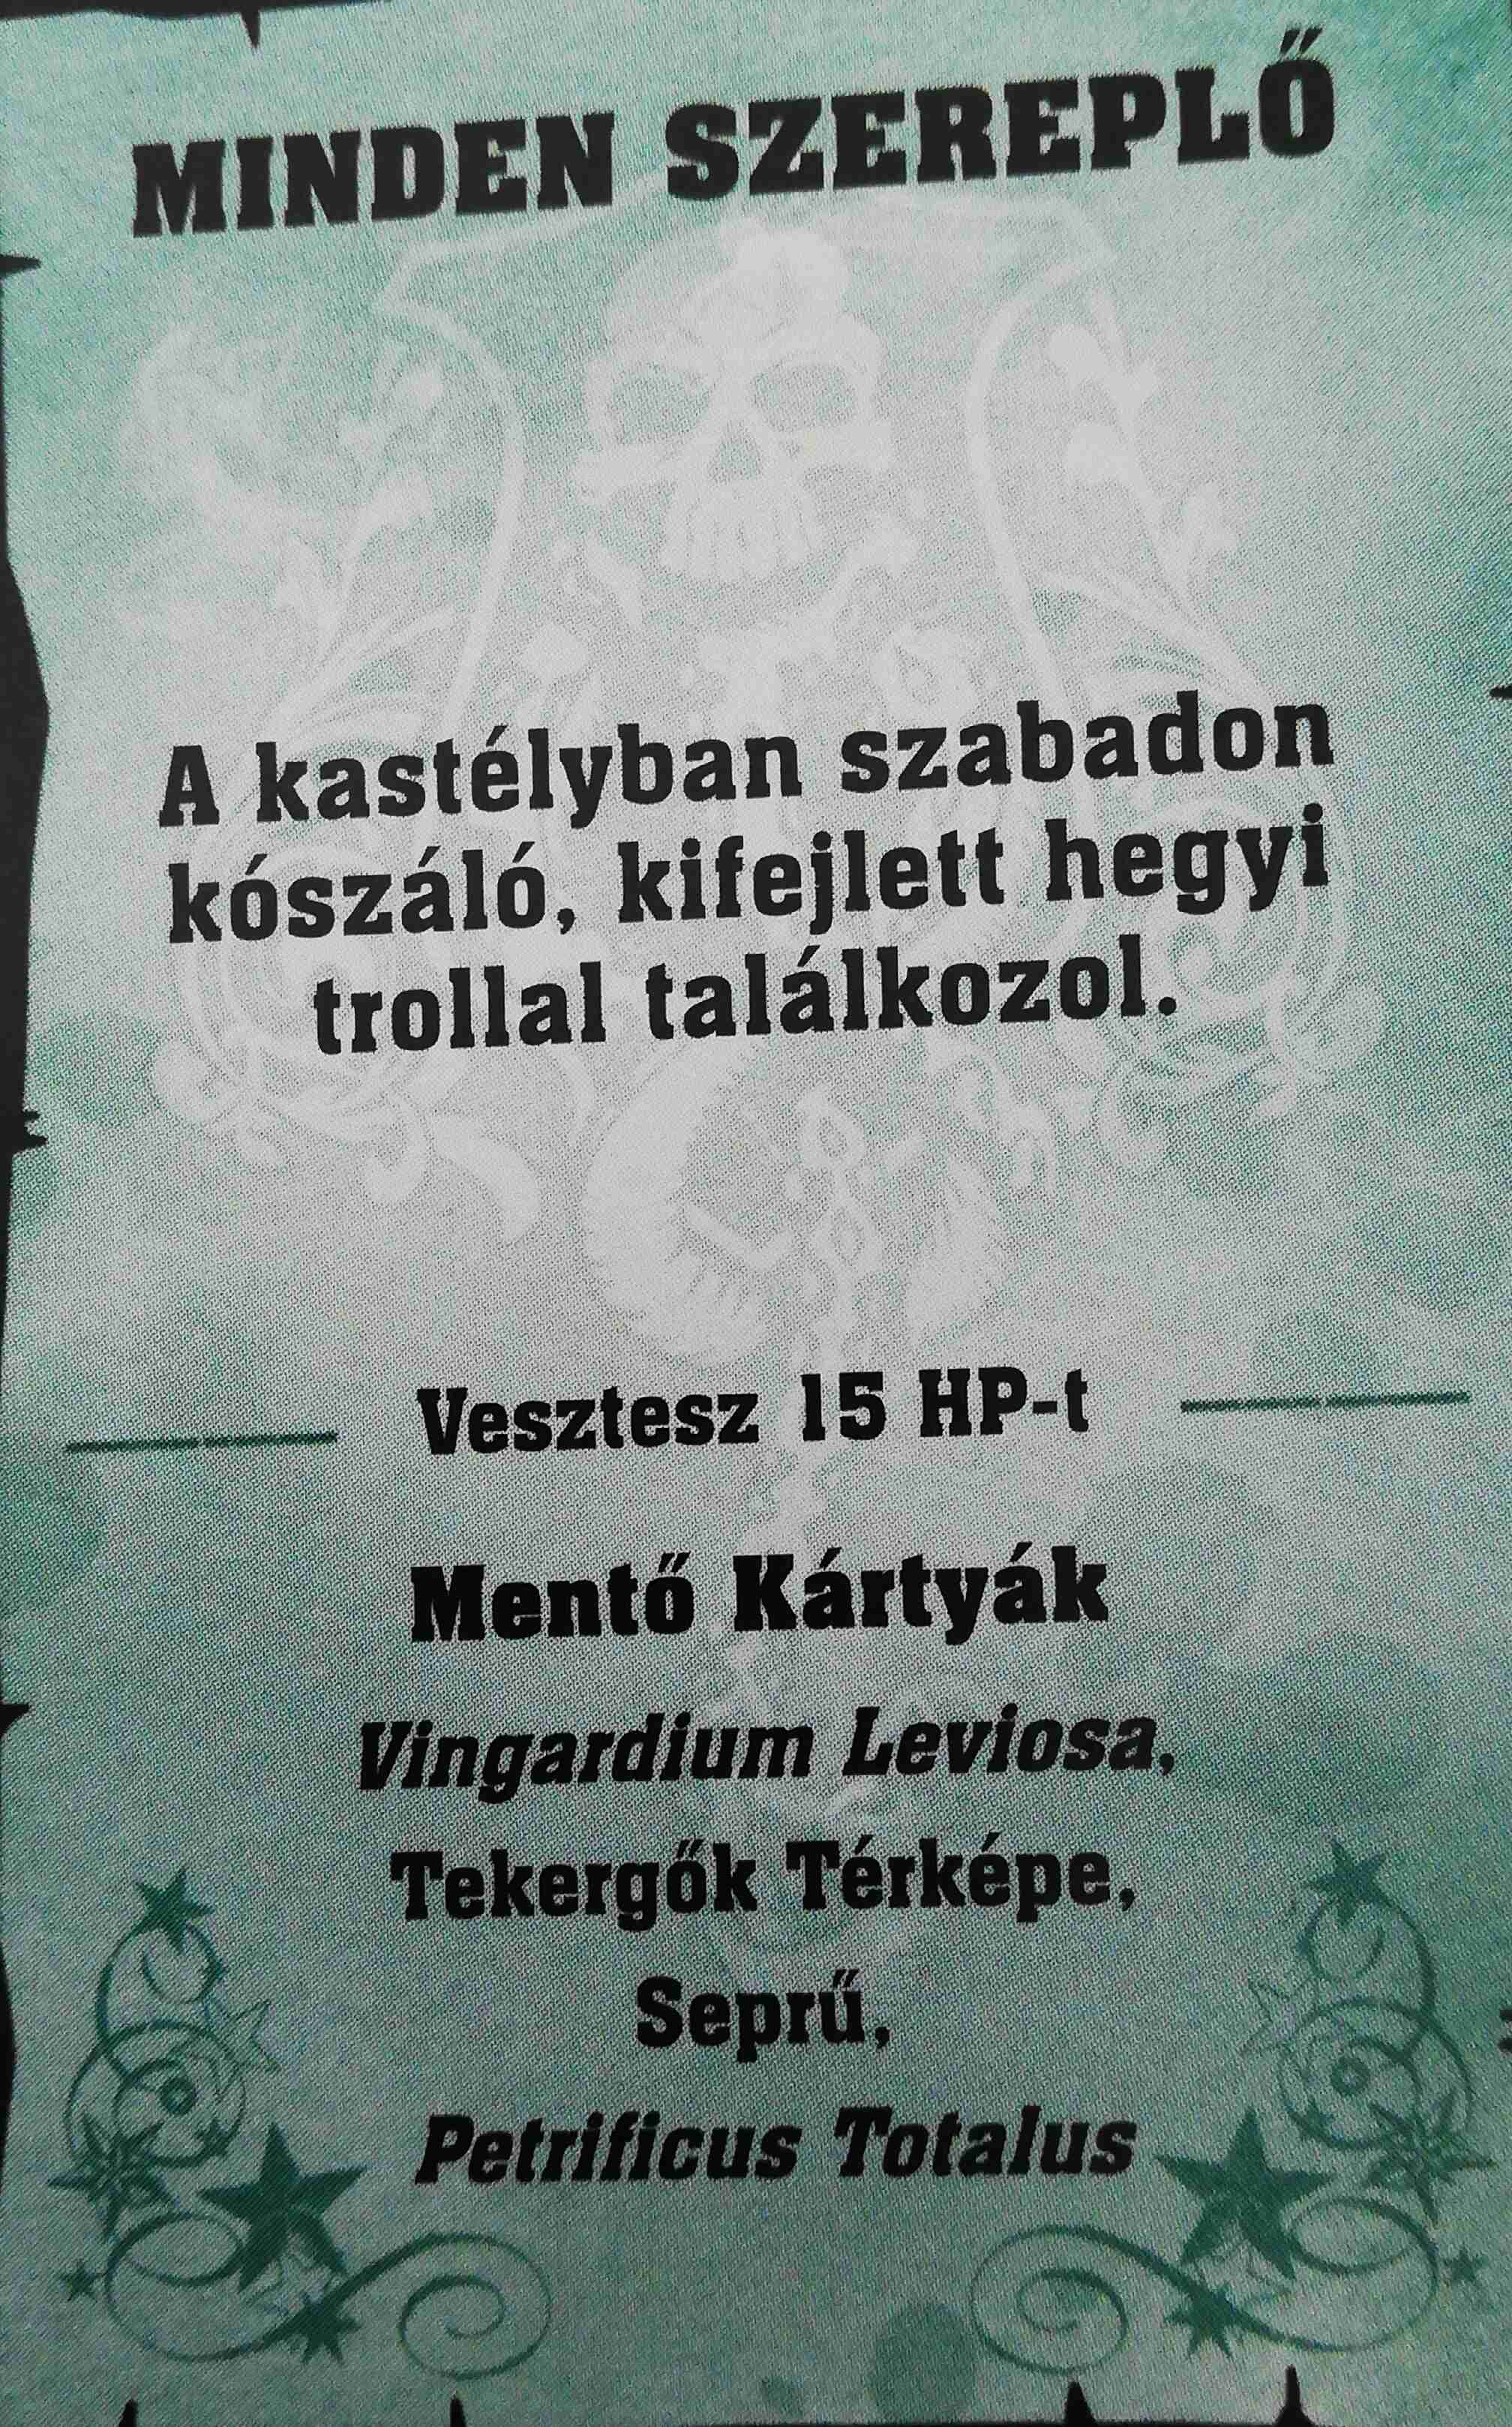 MINDEN SZEREPLŐ
A kastélyban szabadon
kószáló, kifejlett hegyi
trollal találkozol.
Vesztesz 15 HP-t
Mentő Kártyák
Vingardium Leviosa,
Tekergők Térképe,
Seprű,
Petrificus Totalus